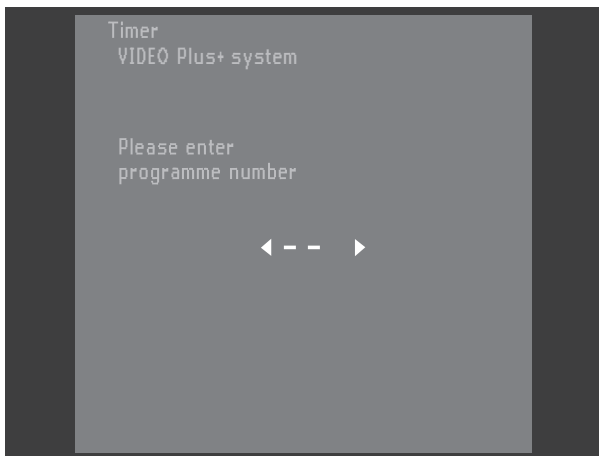 Timer
VIDEO Plus+ system
Please enter
programme number
◀ – – ▶